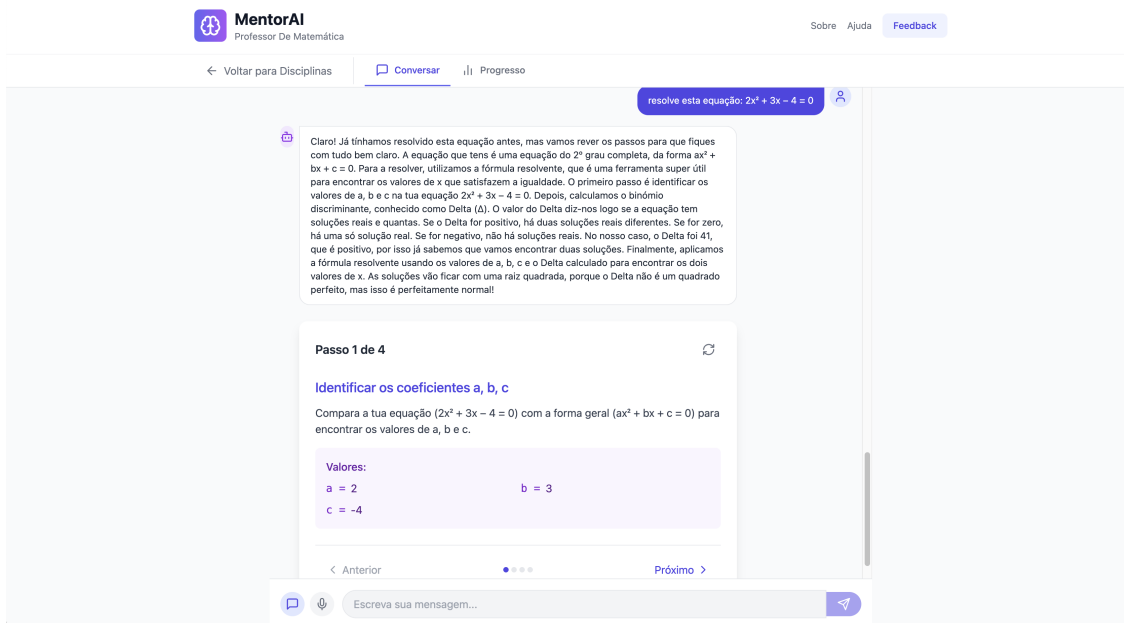 MentorAI
Professor De Matemática
Sobre Ajuda Feedback
Voltar para Disciplinas Conversar Progresso
resolve esta equação: 2x² + 3x – 4 = 0
Claro! Já tínhamos resolvido esta equação antes, mas vamos rever os passos para que fiques
com tudo bem claro. A equação que tens é uma equação do 2º grau completa, da forma ax² +
bx + c = 0. Para a resolver, utilizamos a fórmula resolvente, que é uma ferramenta super útil
para encontrar os valores de x que satisfazem a igualdade. O primeiro passo é identificar os
valores de a, b e c na tua equação 2x² + 3x – 4 = 0. Depois, calculamos o binómio
discriminante, conhecido como Delta (Δ). O valor do Delta diz-nos logo se a equação tem
soluções reais e quantas. Se o Delta for positivo, há duas soluções reais diferentes. Se for zero,
há uma só solução real. Se for negativo, não há soluções reais. No nosso caso, o Delta foi 41,
que é positivo, por isso já sabemos que vamos encontrar duas soluções. Finalmente, aplicamos
a fórmula resolvente usando os valores de a, b, c e o Delta calculado para encontrar os dois
valores de x. As soluções vão ficar com uma raiz quadrada, porque o Delta não é um quadrado
perfeito, mas isso é perfeitamente normal!
Passo 1 de 4
Identificar os coeficientes a, b, c
Compara a tua equação (2x² + 3x – 4 = 0) com a forma geral (ax² + bx + c = 0) para
encontrar os valores de a, b e c.
Valores:
a = 2 b = 3
c = -4
Anterior Próximo
Escreva sua mensagem...